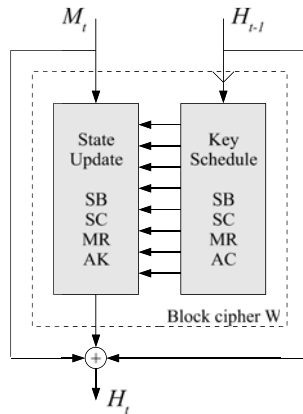 M_t
H_{t-1}
State
Update
SB
SC
MR
AK
Key
Schedule
SB
SC
MR
AC
Block cipher W
+
H_t